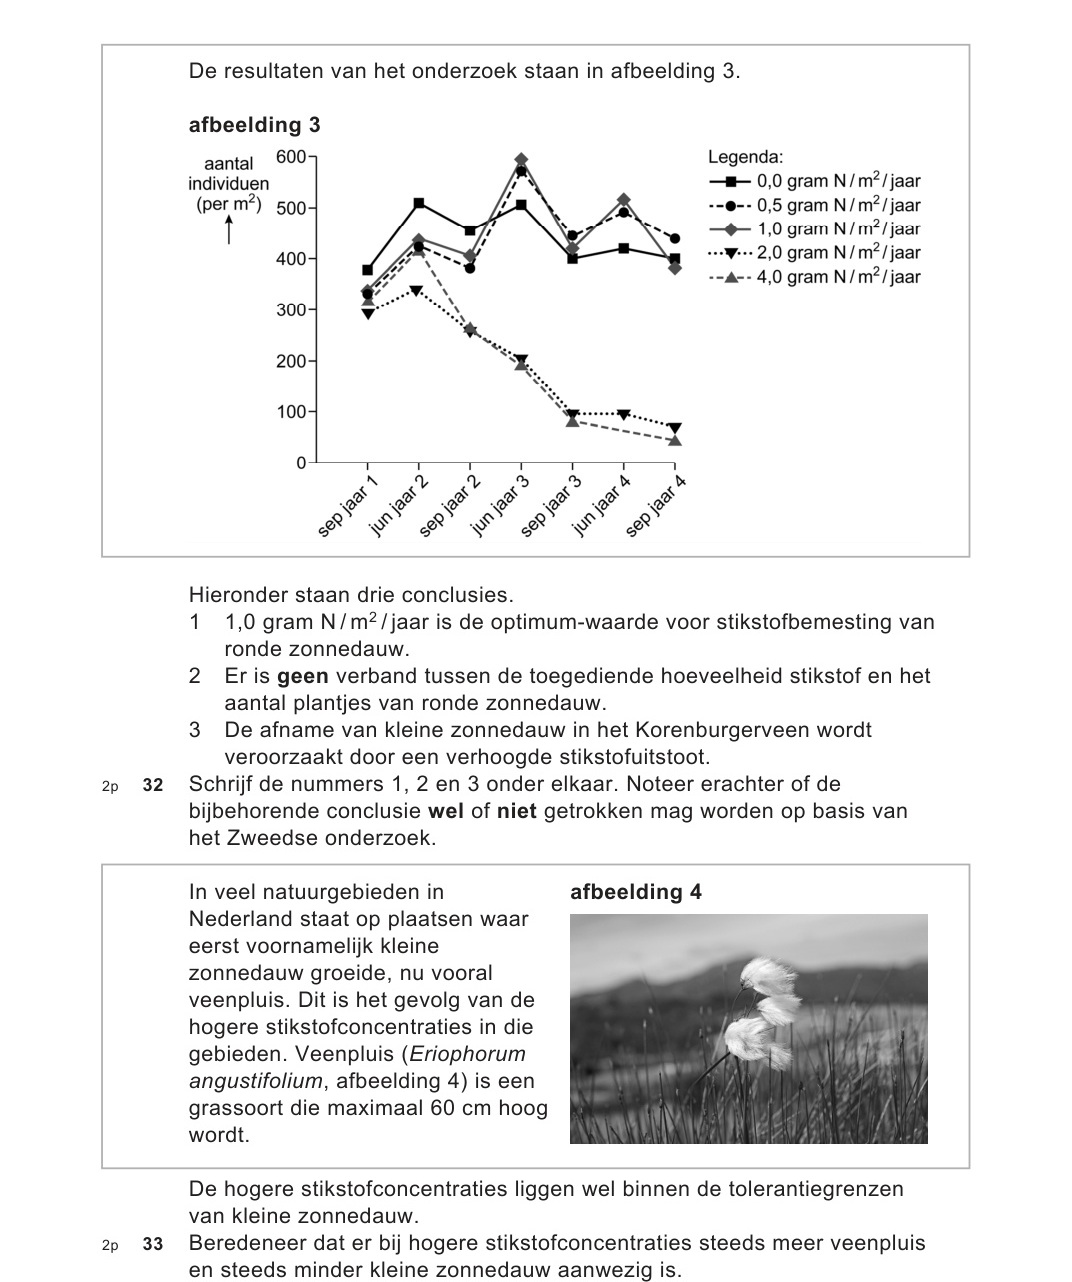 De resultaten van het onderzoek staan in afbeelding 3.
afbeelding 3
aantal
individuen
(per m²)
600
500
400
300
200
100
0
sep jaar 1
jun jaar 2
sep jaar 2
jun jaar 3
sep jaar 3
jun jaar 4
sep jaar 4
Legenda:
0,0 gram N/m²/jaar
0,5 gram N/m²/jaar
1,0 gram N/m²/jaar
2,0 gram N/m²/jaar
4,0 gram N/m²/jaar
Hieronder staan drie conclusies.
1 1,0 gram N/m²/jaar is de optimum-waarde voor stikstofbemesting van
ronde zonnedauw.
2 Er is geen verband tussen de toegediende hoeveelheid stikstof en het
aantal plantjes van ronde zonnedauw.
3 De afname van kleine zonnedauw in het Korenburgerveen wordt
veroorzaakt door een verhoogde stikstofuitstoot.
2p 32 Schrijf de nummers 1, 2 en 3 onder elkaar. Noteer erachter of de
bijbehorende conclusie wel of niet getrokken mag worden op basis van
het Zweedse onderzoek.
In veel natuurgebieden in
Nederland staat op plaatsen waar
eerst voornamelijk kleine
zonnedauw groeide, nu vooral
veenpluis. Dit is het gevolg van de
hogere stikstofconcentraties in die
gebieden. Veenpluis (Eriophorum
angustifolium, afbeelding 4) is een
grassoort die maximaal 60 cm hoog
wordt.
afbeelding 4
De hogere stikstofconcentraties liggen wel binnen de tolerantiegrenzen
van kleine zonnedauw.
2p 33 Beredeneer dat er bij hogere stikstofconcentraties steeds meer veenpluis
en steeds minder kleine zonnedauw aanwezig is.